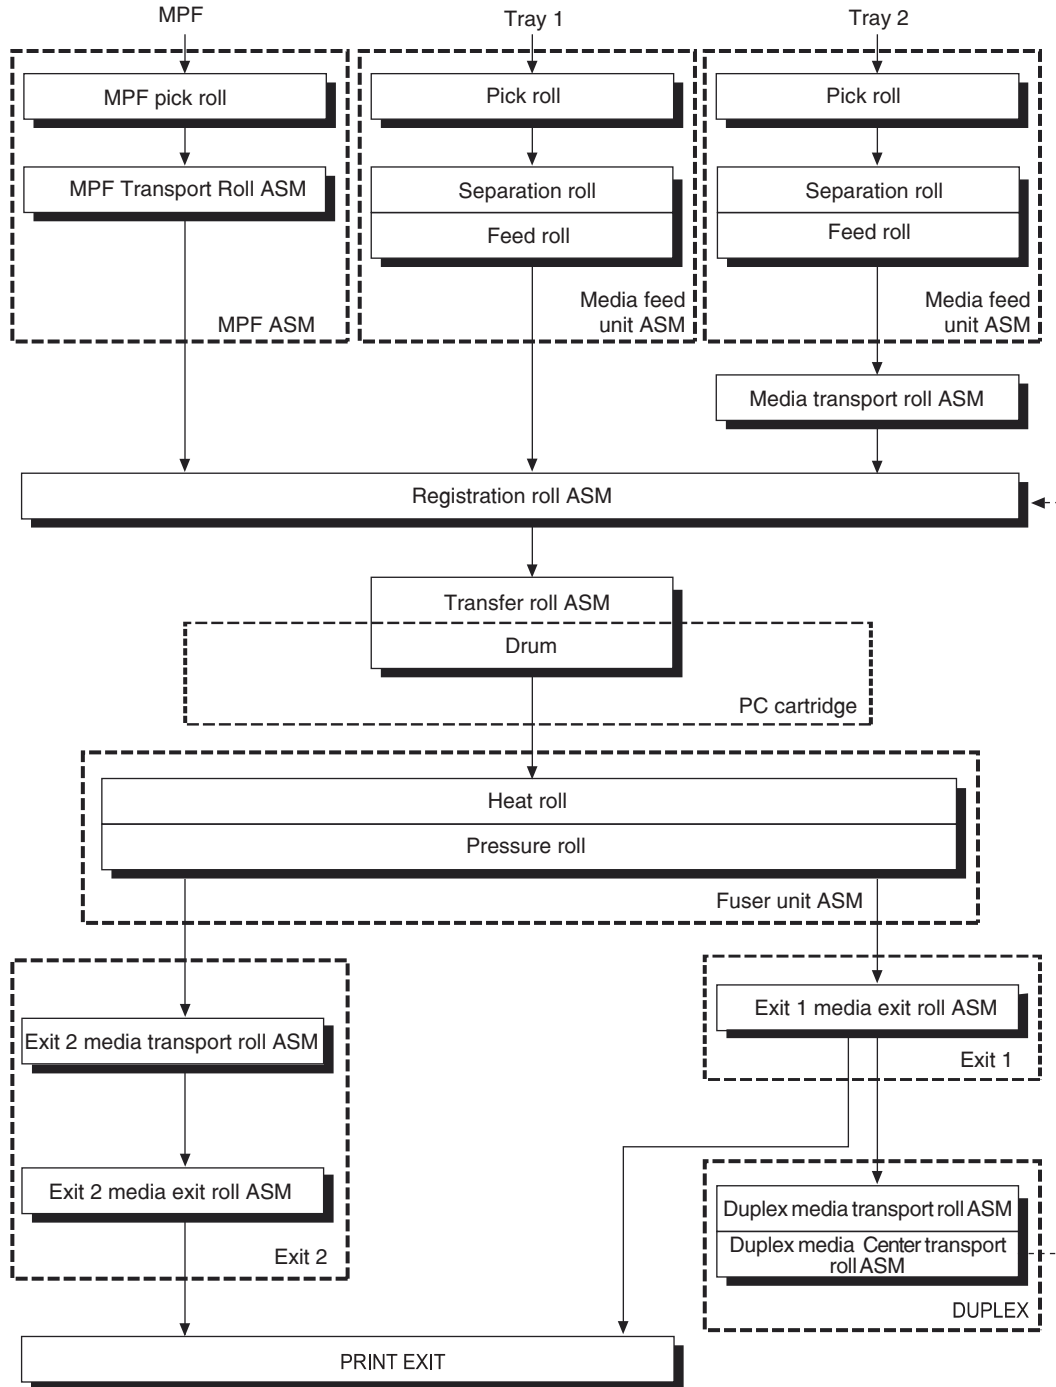 MPF
Tray 1
Tray 2
MPF pick roll
Pick roll
Pick roll
MPF Transport Roll ASM
Separation roll
Separation roll
Feed roll
Feed roll
MPF ASM
Media feed
unit ASM
Media feed
unit ASM
Media transport roll ASM
Registration roll ASM
Transfer roll ASM
Drum
PC cartridge
Heat roll
Pressure roll
Fuser unit ASM
Exit 1 media exit roll ASM
Exit 2 media transport roll ASM
Exit 1
Exit 2 media exit roll ASM
Duplex media transport roll ASM
Duplex media Center transport
roll ASM
Exit 2
DUPLEX
PRINT EXIT